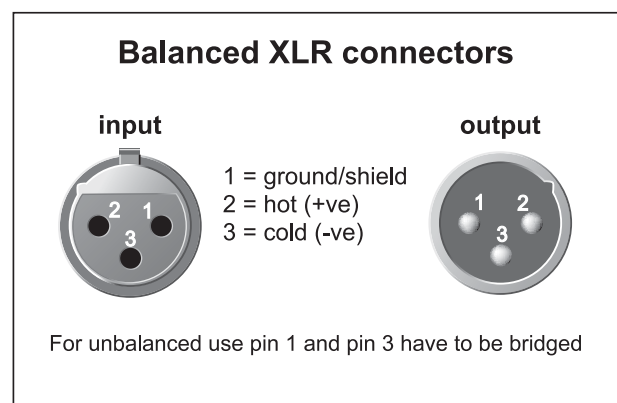 Balanced XLR connectors
input
output
2 1
3
1 = ground/shield
2 = hot (+ve)
3 = cold (-ve)
1 2
3
For unbalanced use pin 1 and pin 3 have to be bridged